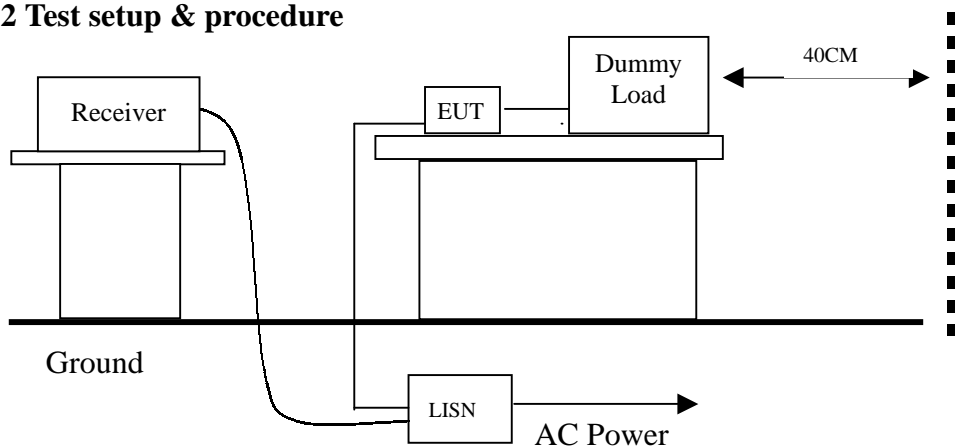 2 Test setup & procedure
40CM
Dummy
Load
Receiver
EUT
Ground
LISN
AC Power